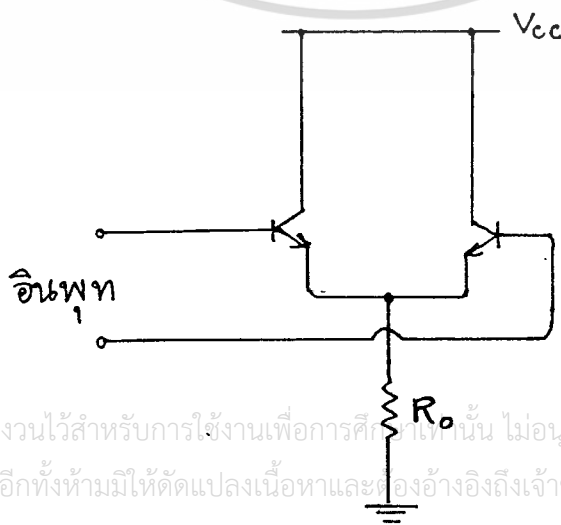 Vcc
อินพุท
Ro
งวนไว้สำหรับการใช้งานเพื่อการศึกษาเท่านั้น ไม่อนุ
อีกทั้งห้ามมิให้ดัดแปลงเนื้อหาและต้องอ้างอิงถึงเจ้า